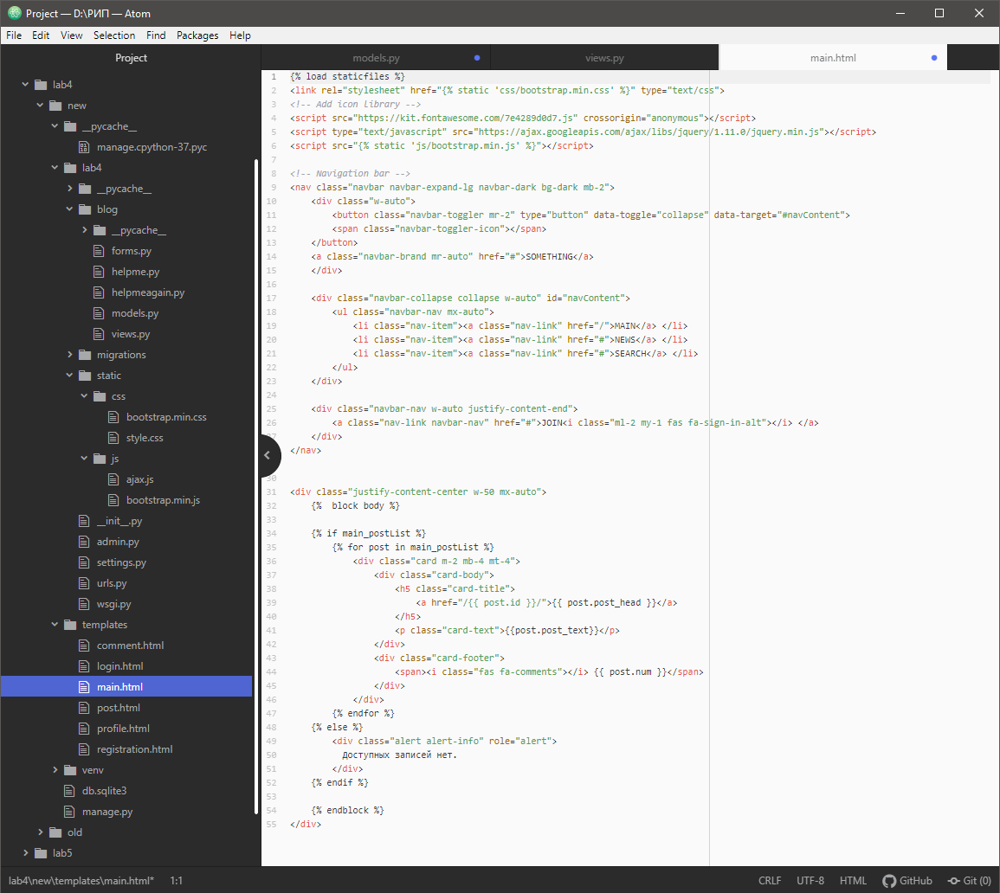 Project — D:\РИП — Atom
File Edit View Selection Find Packages Help
Project
lab4
new
__pycache__
manage.cpython-37.pyc
lab4
__pycache__
blog
__pycache__
forms.py
helpme.py
helpmeagain.py
models.py
views.py
migrations
static
css
bootstrap.min.css
style.css
js
ajax.js
bootstrap.min.js
__init__.py
admin.py
settings.py
urls.py
wsgi.py
templates
comment.html
login.html
main.html
post.html
profile.html
registration.html
venv
db.sqlite3
manage.py
old
lab5
models.py views.py main.html
1 {% load staticfiles %}
2 <link rel="stylesheet" href="{% static 'css/bootstrap.min.css' %}" type="text/css">
3 <!-- Add icon library -->
4 <script src="https://kit.fontawesome.com/7e4289d0d7.js" crossorigin="anonymous"></script>
5 <script type="text/javascript" src="https://ajax.googleapis.com/ajax/libs/jquery/1.11.0/jquery.min.js"></script>
6 <script src="{% static 'js/bootstrap.min.js' %}"></script>
7
8 <!-- Navigation bar -->
9 <nav class="navbar navbar-expand-lg navbar-dark bg-dark mb-2">
10 <div class="w-auto">
11 <button class="navbar-toggler mr-2" type="button" data-toggle="collapse" data-target="#navContent">
12 <span class="navbar-toggler-icon"></span>
13 </button>
14 <a class="navbar-brand mr-auto" href="#">SOMETHING</a>
15 </div>
16
17 <div class="navbar-collapse collapse w-auto" id="navContent">
18 <ul class="navbar-nav mx-auto">
19 <li class="nav-item"><a class="nav-link" href="/">MAIN</a> </li>
20 <li class="nav-item"><a class="nav-link" href="#">NEWS</a> </li>
21 <li class="nav-item"><a class="nav-link" href="#">SEARCH</a> </li>
22 </ul>
23 </div>
24
25 <div class="navbar-nav w-auto justify-content-end">
26 <a class="nav-link navbar-nav" href="#">JOIN<i class="ml-2 my-1 fas fa-sign-in-alt"></i> </a>
</div>
</nav>
30
31 <div class="justify-content-center w-50 mx-auto">
32 {% block body %}
33
34 {% if main_postList %}
35 {% for post in main_postList %}
36 <div class="card m-2 mb-4 mt-4">
37 <div class="card-body">
38 <h5 class="card-title">
39 <a href="/{{ post.id }}/">{{ post.post_head }}</a>
40 </h5>
41 <p class="card-text">{{post.post_text}}</p>
42 </div>
43 <div class="card-footer">
44 <span><i class="fas fa-comments"></i> {{ post.num }}</span>
45 </div>
46 </div>
47 {% endfor %}
48 {% else %}
49 <div class="alert alert-info" role="alert">
50 Доступных записей нет.
51 </div>
52 {% endif %}
53
54 {% endblock %}
55 </div>
lab4\new\templates\main.html* 1:1 CRLF UTF-8 HTML GitHub Git (0)